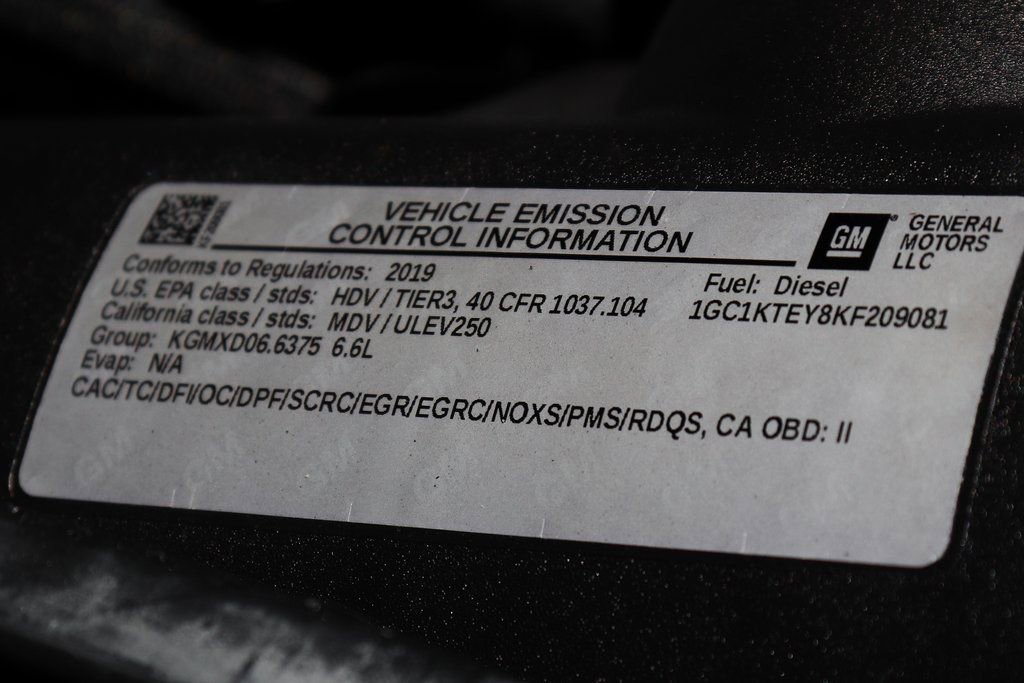 VEHICLE EMISSION
CONTROL INFORMATION
GM
GENERAL
MOTORS
LLC
Conforms to Regulations: 2019
Fuel: Diesel
U.S. EPA class / stds: HDV / TIER3, 40 CFR 1037.104
1GC1KTEY8KF209081
California class / stds: MDV / ULEV250
Group: KGMXD06.6375 6.6L
Evap: N/A
CAC/TC/DFI/OC/DPF/SCRC/EGR/EGRC/NOXS/PMS/RDQS, CA OBD: II